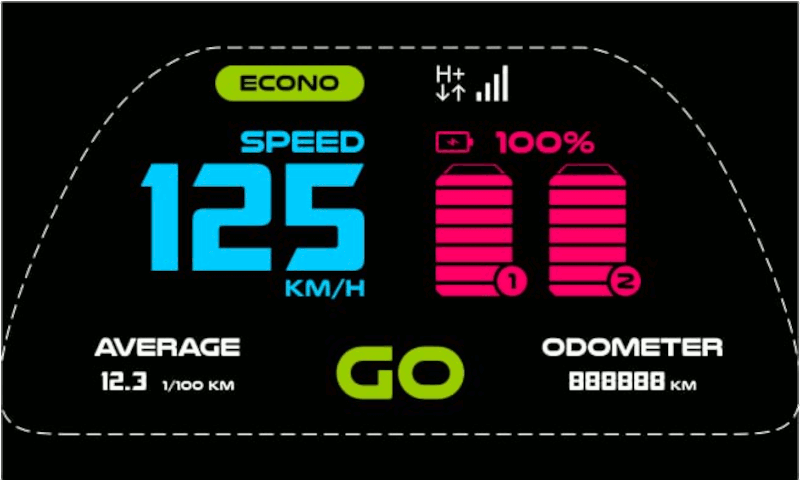 ECONO
H+
SPEED
125
KM/H
100%
1
2
AVERAGE
12.3 1/100 KM
GO
ODOMETER
888888 KM